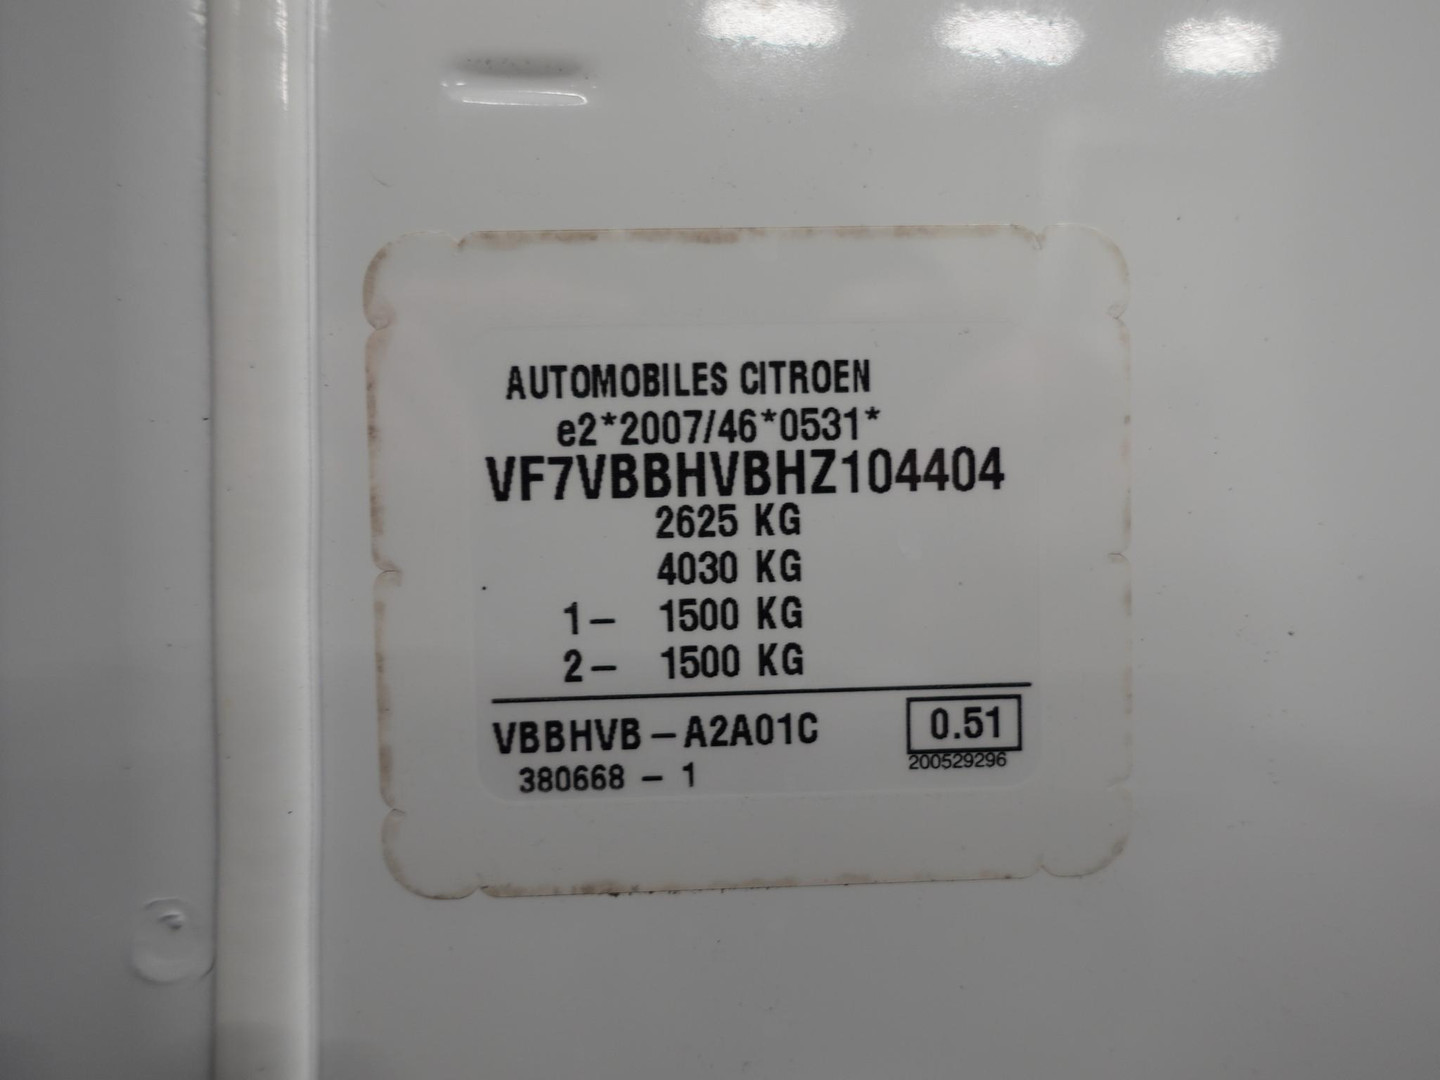 AUTOMOBILES CITROEN
e2*2007/46*0531*
VF7VBBHVBHZ104404
2625 KG
4030 KG
1– 1500 KG
2– 1500 KG
VBBHVB – A2A01C 0.51
200529296
380668 – 1